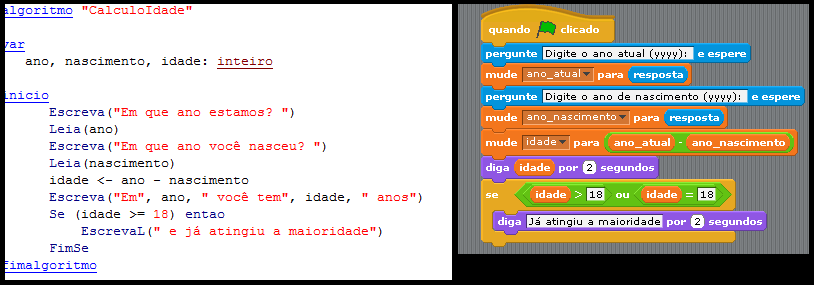 algoritmo "CalculoIdade"
var
ano, nascimento, idade: inteiro
inicio
Escreva("Em que ano estamos? ")
Leia(ano)
Escreva("Em que ano você nasceu? ")
Leia(nascimento)
idade <- ano - nascimento
Escreva("Em", ano, " você tem", idade, " anos")
Se (idade >= 18) entao
EscrevaL(" e já atingiu a maioridade")
FimSe
fimalgoritmo
quando clicado
pergunte Digite o ano atual (yyyy): e espere
mude ano_atual para resposta
pergunte Digite o ano de nascimento (yyyy): e espere
mude ano_nascimento para resposta
mude idade para ano_atual - ano_nascimento
diga idade por 2 segundos
se idade > 18 ou idade = 18
diga Já atingiu a maioridade por 2 segundos